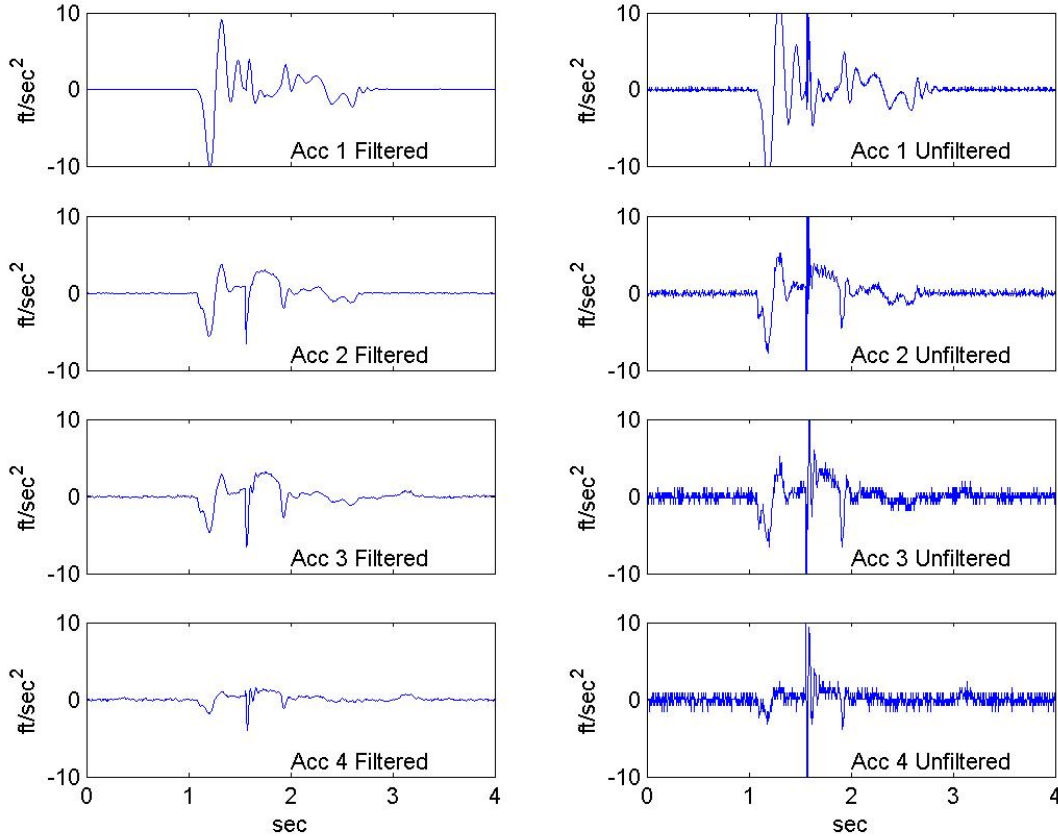 10
ft/sec²
0
-10
Acc 1 Filtered
10
ft/sec²
0
-10
Acc 1 Unfiltered
10
ft/sec²
0
-10
Acc 2 Filtered
10
ft/sec²
0
-10
Acc 2 Unfiltered
10
ft/sec²
0
-10
Acc 3 Filtered
10
ft/sec²
0
-10
Acc 3 Unfiltered
10
ft/sec²
0
-10
Acc 4 Filtered
0 1 2 3 4
sec
10
ft/sec²
0
-10
Acc 4 Unfiltered
0 1 2 3 4
sec